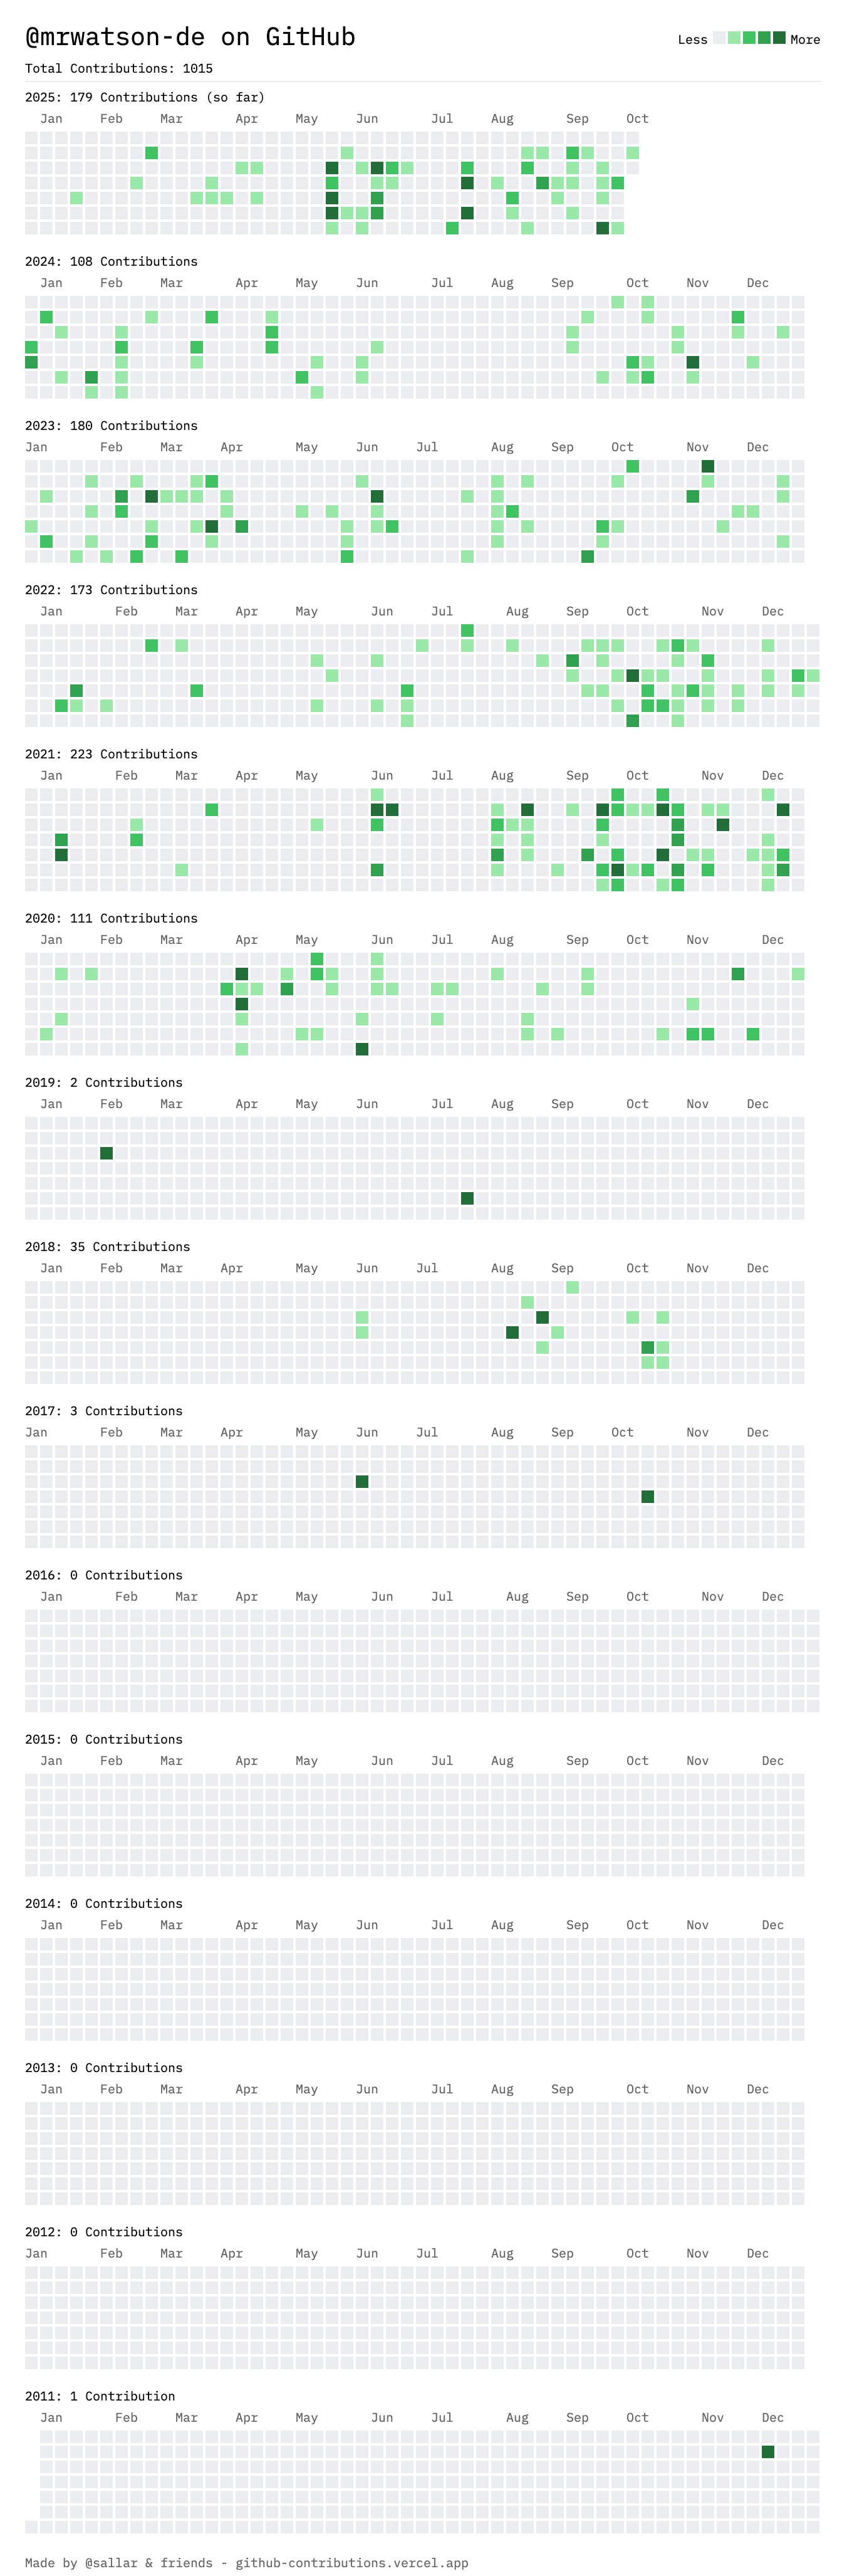 @mrwatson-de on GitHub
Less More
Total Contributions: 1015
2025: 179 Contributions (so far)
Jan Feb Mar Apr May Jun Jul Aug Sep Oct
2024: 108 Contributions
Jan Feb Mar Apr May Jun Jul Aug Sep Oct Nov Dec
2023: 180 Contributions
Jan Feb Mar Apr May Jun Jul Aug Sep Oct Nov Dec
2022: 173 Contributions
Jan Feb Mar Apr May Jun Jul Aug Sep Oct Nov Dec
2021: 223 Contributions
Jan Feb Mar Apr May Jun Jul Aug Sep Oct Nov Dec
2020: 111 Contributions
Jan Feb Mar Apr May Jun Jul Aug Sep Oct Nov Dec
2019: 2 Contributions
Jan Feb Mar Apr May Jun Jul Aug Sep Oct Nov Dec
2018: 35 Contributions
Jan Feb Mar Apr May Jun Jul Aug Sep Oct Nov Dec
2017: 3 Contributions
Jan Feb Mar Apr May Jun Jul Aug Sep Oct Nov Dec
2016: 0 Contributions
Jan Feb Mar Apr May Jun Jul Aug Sep Oct Nov Dec
2015: 0 Contributions
Jan Feb Mar Apr May Jun Jul Aug Sep Oct Nov Dec
2014: 0 Contributions
Jan Feb Mar Apr May Jun Jul Aug Sep Oct Nov Dec
2013: 0 Contributions
Jan Feb Mar Apr May Jun Jul Aug Sep Oct Nov Dec
2012: 0 Contributions
Jan Feb Mar Apr May Jun Jul Aug Sep Oct Nov Dec
2011: 1 Contribution
Jan Feb Mar Apr May Jun Jul Aug Sep Oct Nov Dec
Made by @sallar & friends - github-contributions.vercel.app